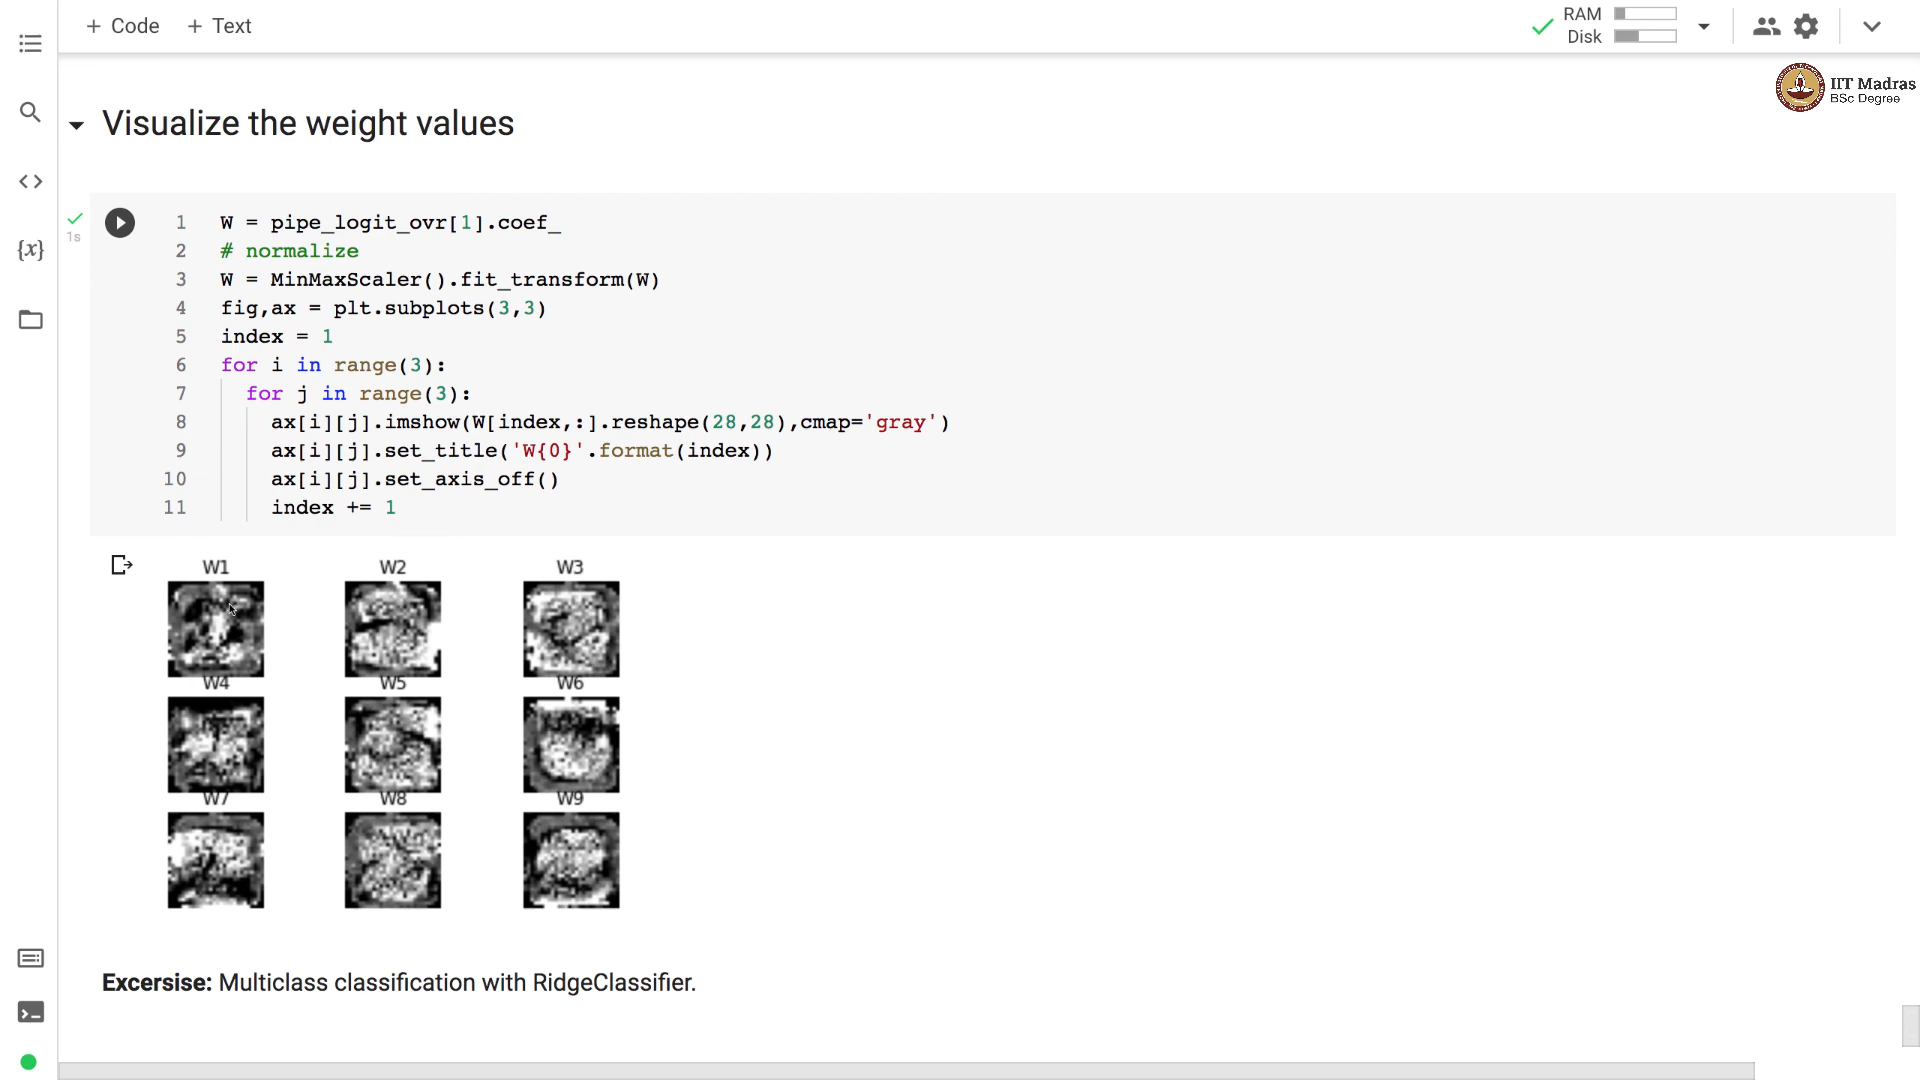 + Code + Text
RAM
Disk
IIT Madras
BSc Degree
Visualize the weight values
{x}
1s
1 W = pipe_logit_ovr[1].coef_
2 # normalize
3 W = MinMaxScaler().fit_transform(W)
4 fig,ax = plt.subplots(3,3)
5 index = 1
6 for i in range(3):
7 for j in range(3):
8 ax[i][j].imshow(W[index,:].reshape(28,28),cmap='gray')
9 ax[i][j].set_title('W{0}'.format(index))
10 ax[i][j].set_axis_off()
11 index += 1
W1 W2 W3
W4 W5 W6
W7 W8 W9
Excersise: Multiclass classification with RidgeClassifier.